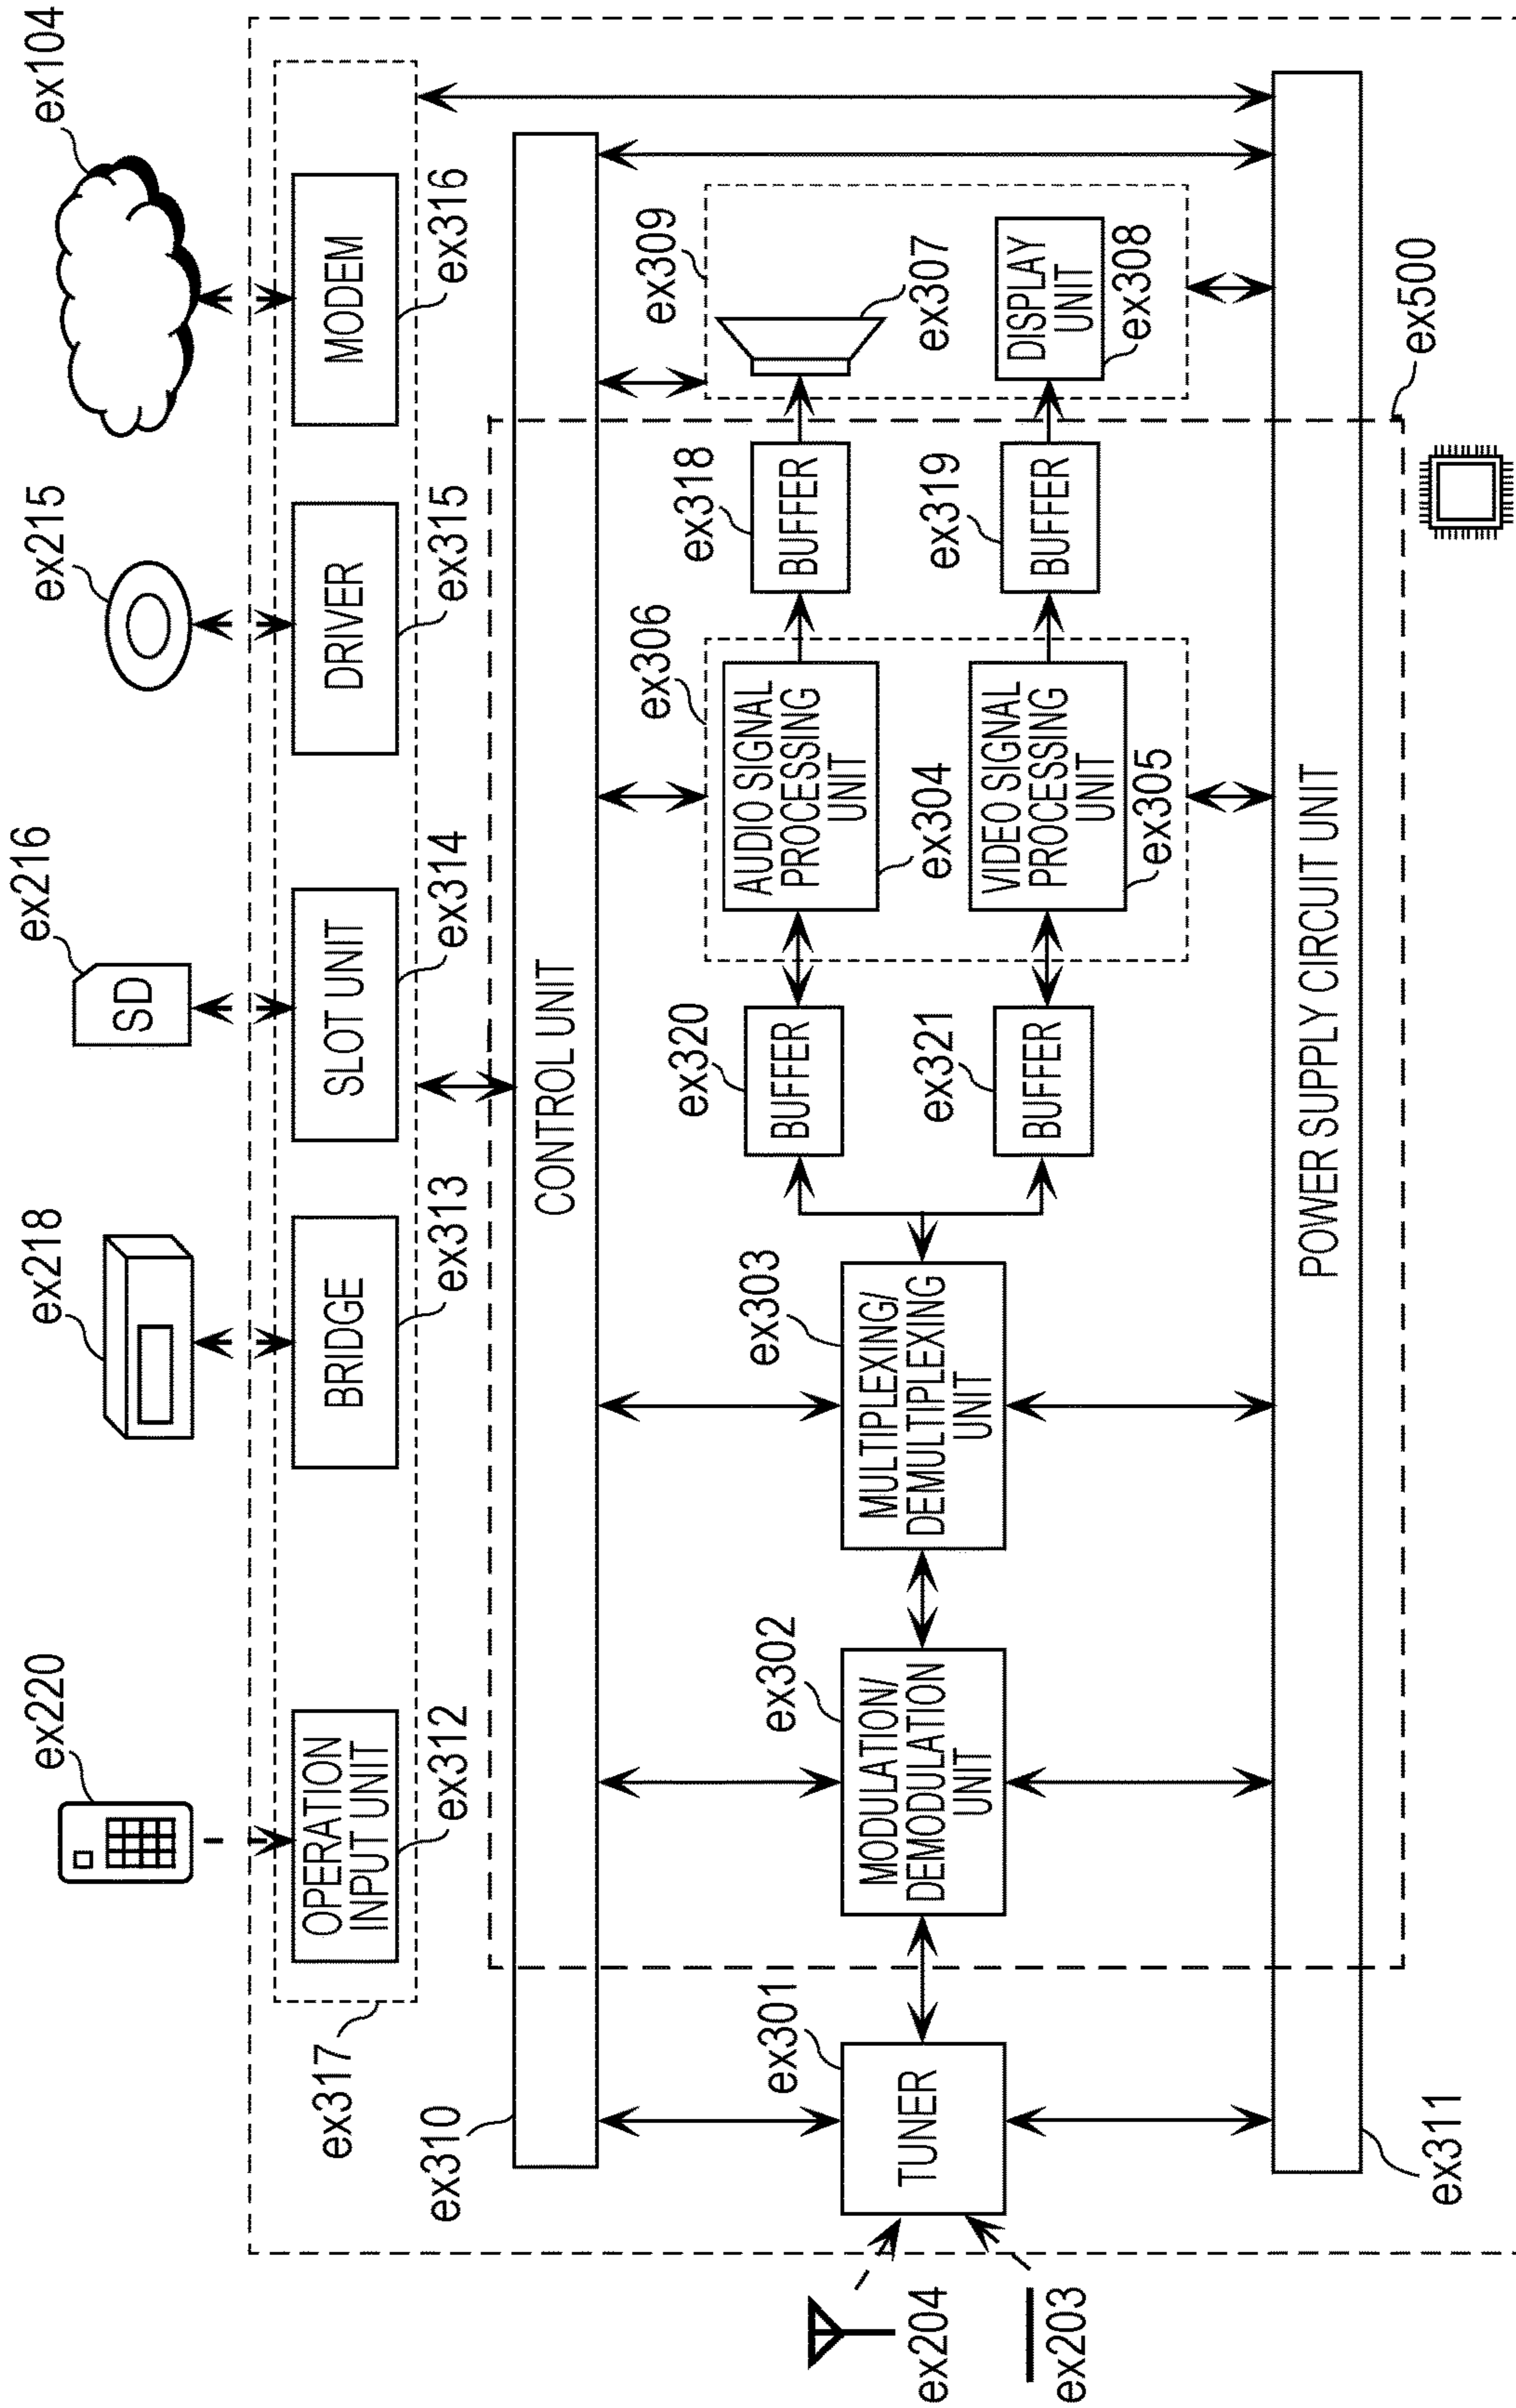 ex220
ex218
ex216
ex215
ex104
SD
OPERATION
INPUT UNIT
BRIDGE
SLOT UNIT
DRIVER
MODEM
ex317
ex312
ex313
ex314
ex315
ex316
ex310
CONTROL UNIT
ex320
ex306
ex318
ex309
ex301
ex302
ex303
BUFFER
AUDIO SIGNAL
PROCESSING
UNIT
BUFFER
ex304
ex307
ex204
TUNER
MODULATION/
DEMODULATION
UNIT
MULTIPLEXING/
DEMULTIPLEXING
UNIT
ex321
ex319
ex203
BUFFER
VIDEO SIGNAL
PROCESSING
UNIT
BUFFER
DISPLAY
UNIT
ex305
ex308
POWER SUPPLY CIRCUIT UNIT
ex311
ex500